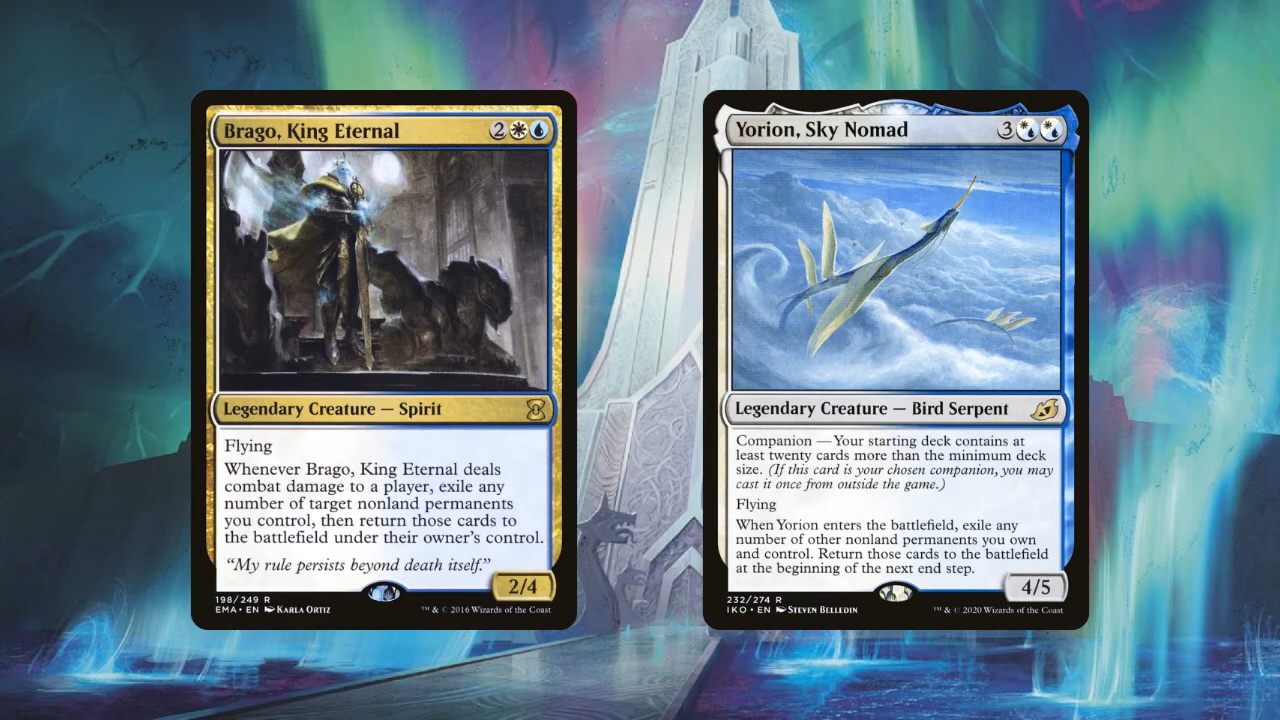 Brago, King Eternal 2
Legendary Creature — Spirit
Flying
Whenever Brago, King Eternal deals
combat damage to a player, exile any
number of target nonland permanents
you control, then return those cards to
the battlefield under their owner's control.
“My rule persists beyond death itself.”
2/4
198/249 R
EMA • EN Karla Ortiz
™ & © 2016 Wizards of the Coast
Yorion, Sky Nomad 3
Legendary Creature — Bird Serpent
Companion — Your starting deck contains at
least twenty cards more than the minimum deck
size. (If this card is your chosen companion, you may
cast it once from outside the game.)
Flying
When Yorion enters the battlefield, exile any
number of other nonland permanents you own
and control. Return those cards to the battlefield
at the beginning of the next end step.
4/5
232/274 R
IKO • EN Steven Belledin
™ & © 2020 Wizards of the Coast